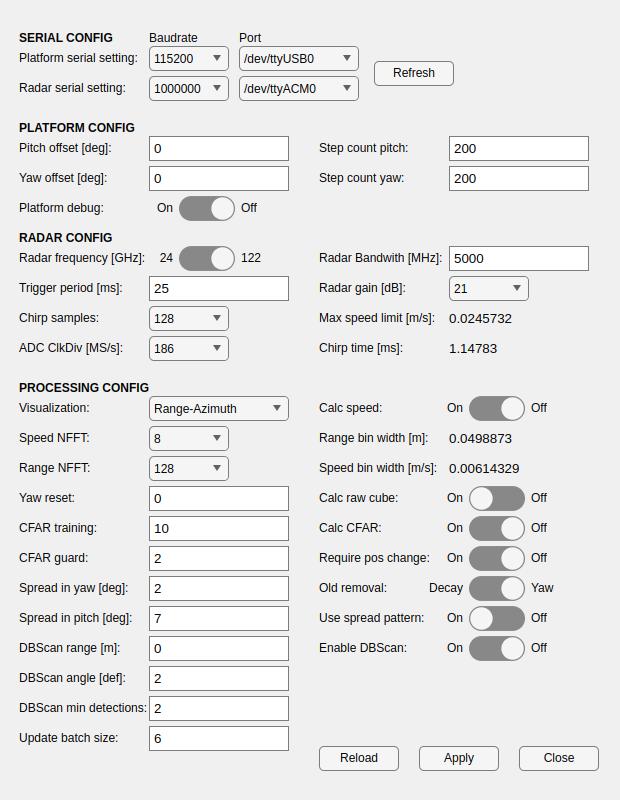 SERIAL CONFIG Baudrate Port
Platform serial setting: 115200 /dev/ttyUSB0
Refresh
Radar serial setting: 1000000 /dev/ttyACM0
PLATFORM CONFIG
Pitch offset [deg]: 0 Step count pitch: 200
Yaw offset [deg]: 0 Step count yaw: 200
Platform debug: On Off
RADAR CONFIG
Radar frequency [GHz]: 24 122 Radar Bandwith [MHz]: 5000
Trigger period [ms]: 25 Radar gain [dB]: 21
Chirp samples: 128 Max speed limit [m/s]: 0.0245732
ADC ClkDiv [MS/s]: 186 Chirp time [ms]: 1.14783
PROCESSING CONFIG
Visualization: Range-Azimuth Calc speed: On Off
Speed NFFT: 8 Range bin width [m]: 0.0498873
Range NFFT: 128 Speed bin width [m/s]: 0.00614329
Yaw reset: 0 Calc raw cube: On Off
CFAR training: 10 Calc CFAR: On Off
CFAR guard: 2 Require pos change: On Off
Spread in yaw [deg]: 2 Old removal: Decay Yaw
Spread in pitch [deg]: 7 Use spread pattern: On Off
DBScan range [m]: 0 Enable DBScan: On Off
DBScan angle [def]: 2
DBScan min detections: 2
Update batch size: 6
Reload Apply Close